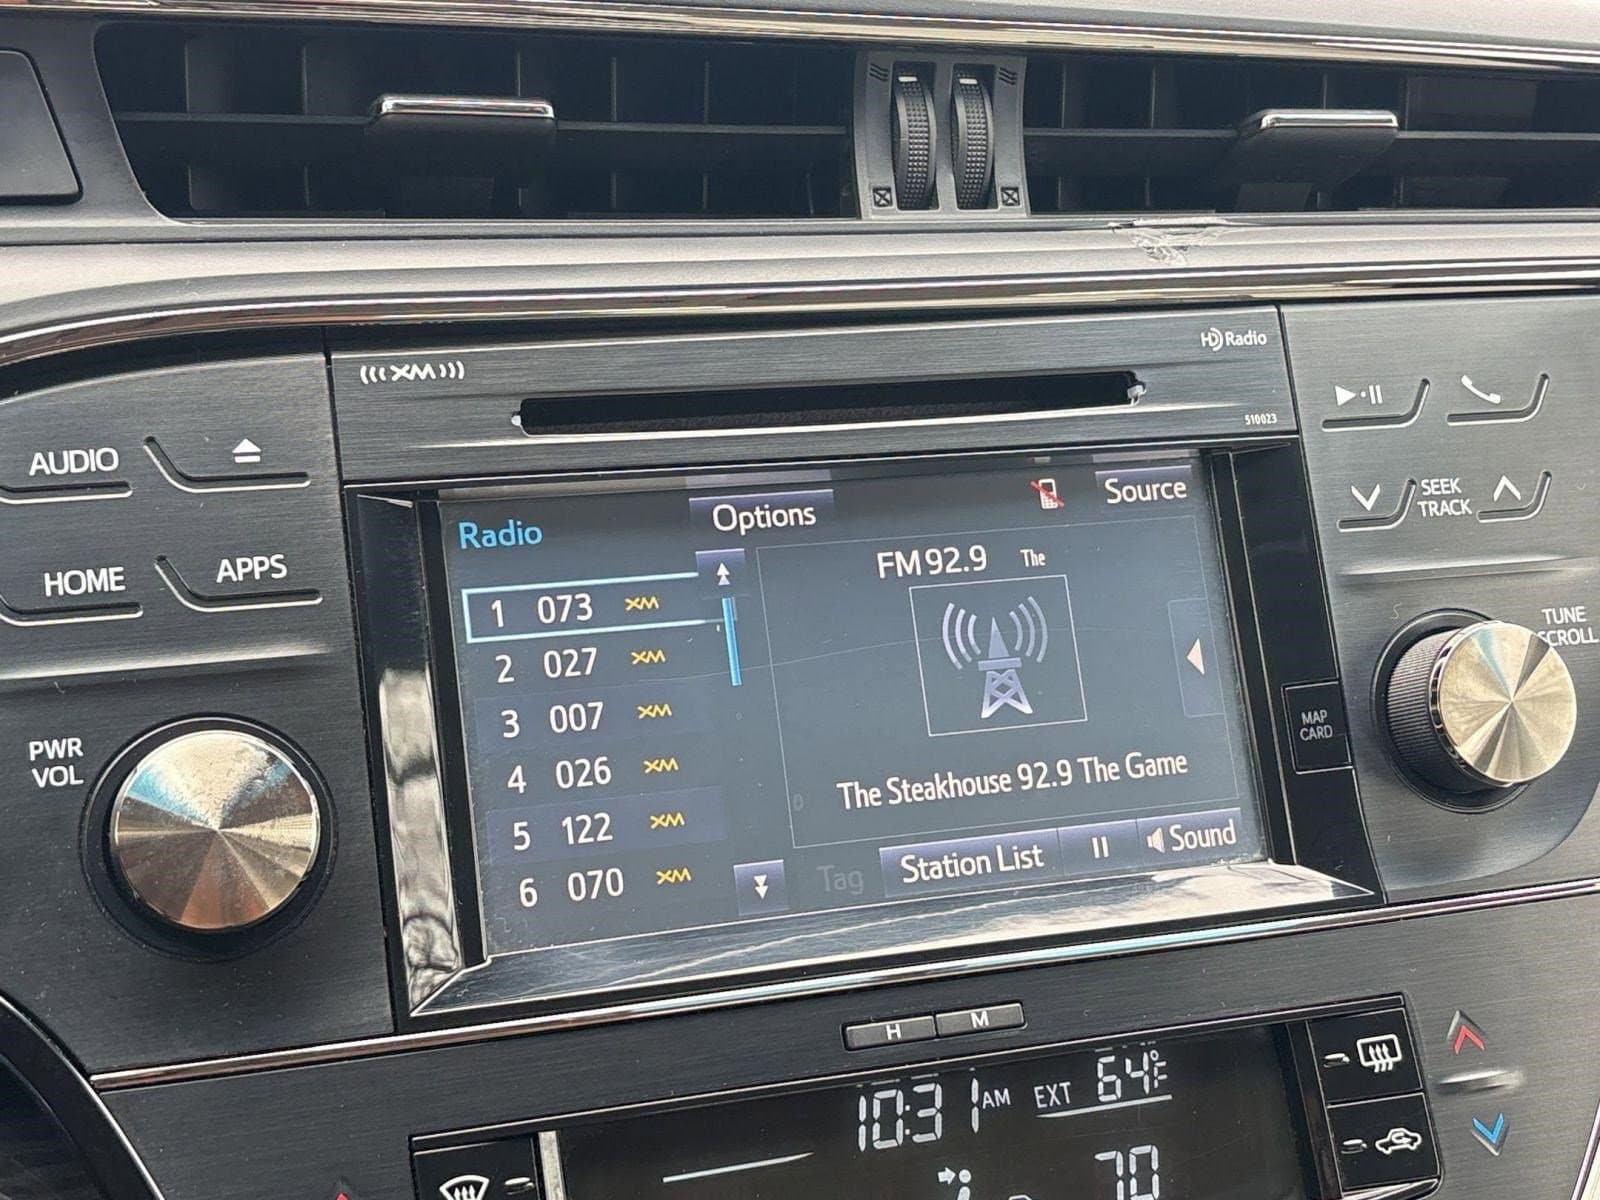 XM
HD Radio
510023
AUDIO
HOME
APPS
PWR
VOL
Radio
Options
Source
1 073 XM
2 027 XM
3 007 XM
4 026 XM
5 122 XM
6 070 XM
FM 92.9 The
The Steakhouse 92.9 The Game
Tag
Station List
Sound
SEEK
TRACK
TUNE
SCROLL
MAP
CARD
H
M
10:31 AM
EXT 64°F
70